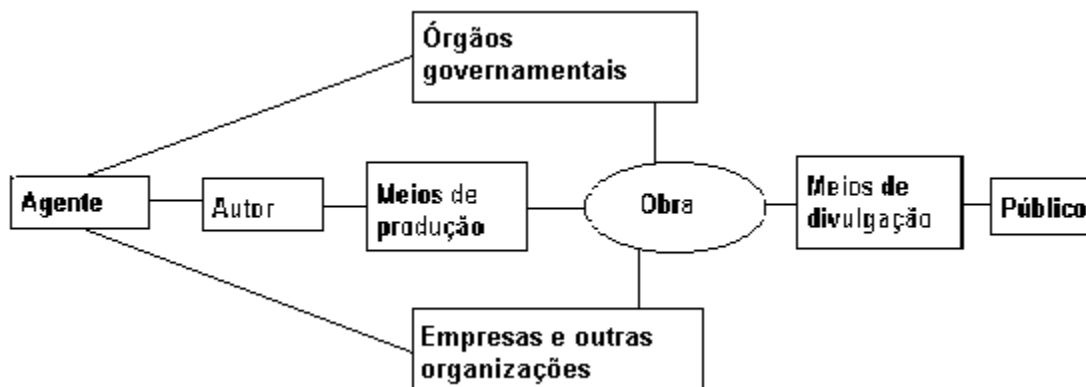 Órgãos
governamentais
Agente
Autor
Meios de
produção
Obra
Meios de
divulgação
Público
Empresas e outras
organizações